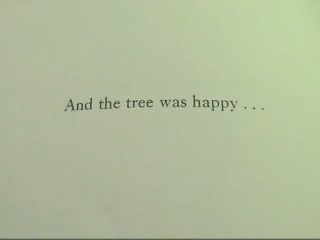 And the tree was happy . . .